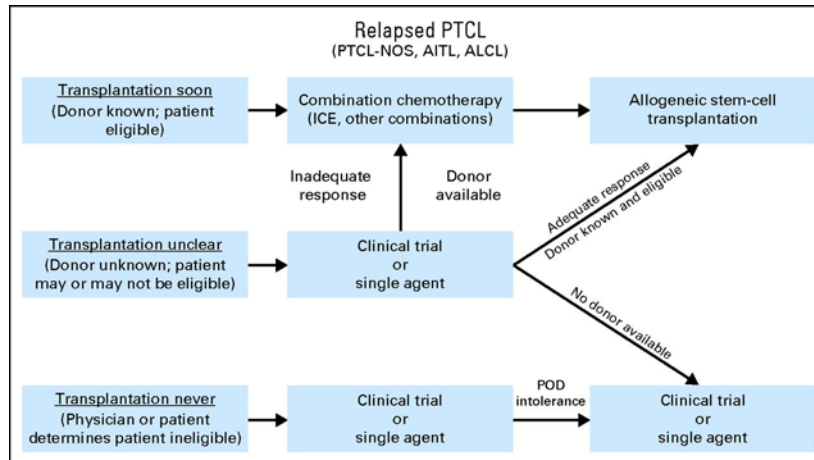 Relapsed PTCL
(PTCL-NOS, AITL, ALCL)
Transplantation soon
(Donor known; patient
eligible)
Combination chemotherapy
(ICE, other combinations)
Allogeneic stem-cell
transplantation
Inadequate
response
Donor
available
Adequate response
Donor known and eligible
Transplantation unclear
(Donor unknown; patient
may or may not be eligible)
Clinical trial
or
single agent
No donor available
Transplantation never
(Physician or patient
determines patient ineligible)
Clinical trial
or
single agent
POD
intolerance
Clinical trial
or
single agent